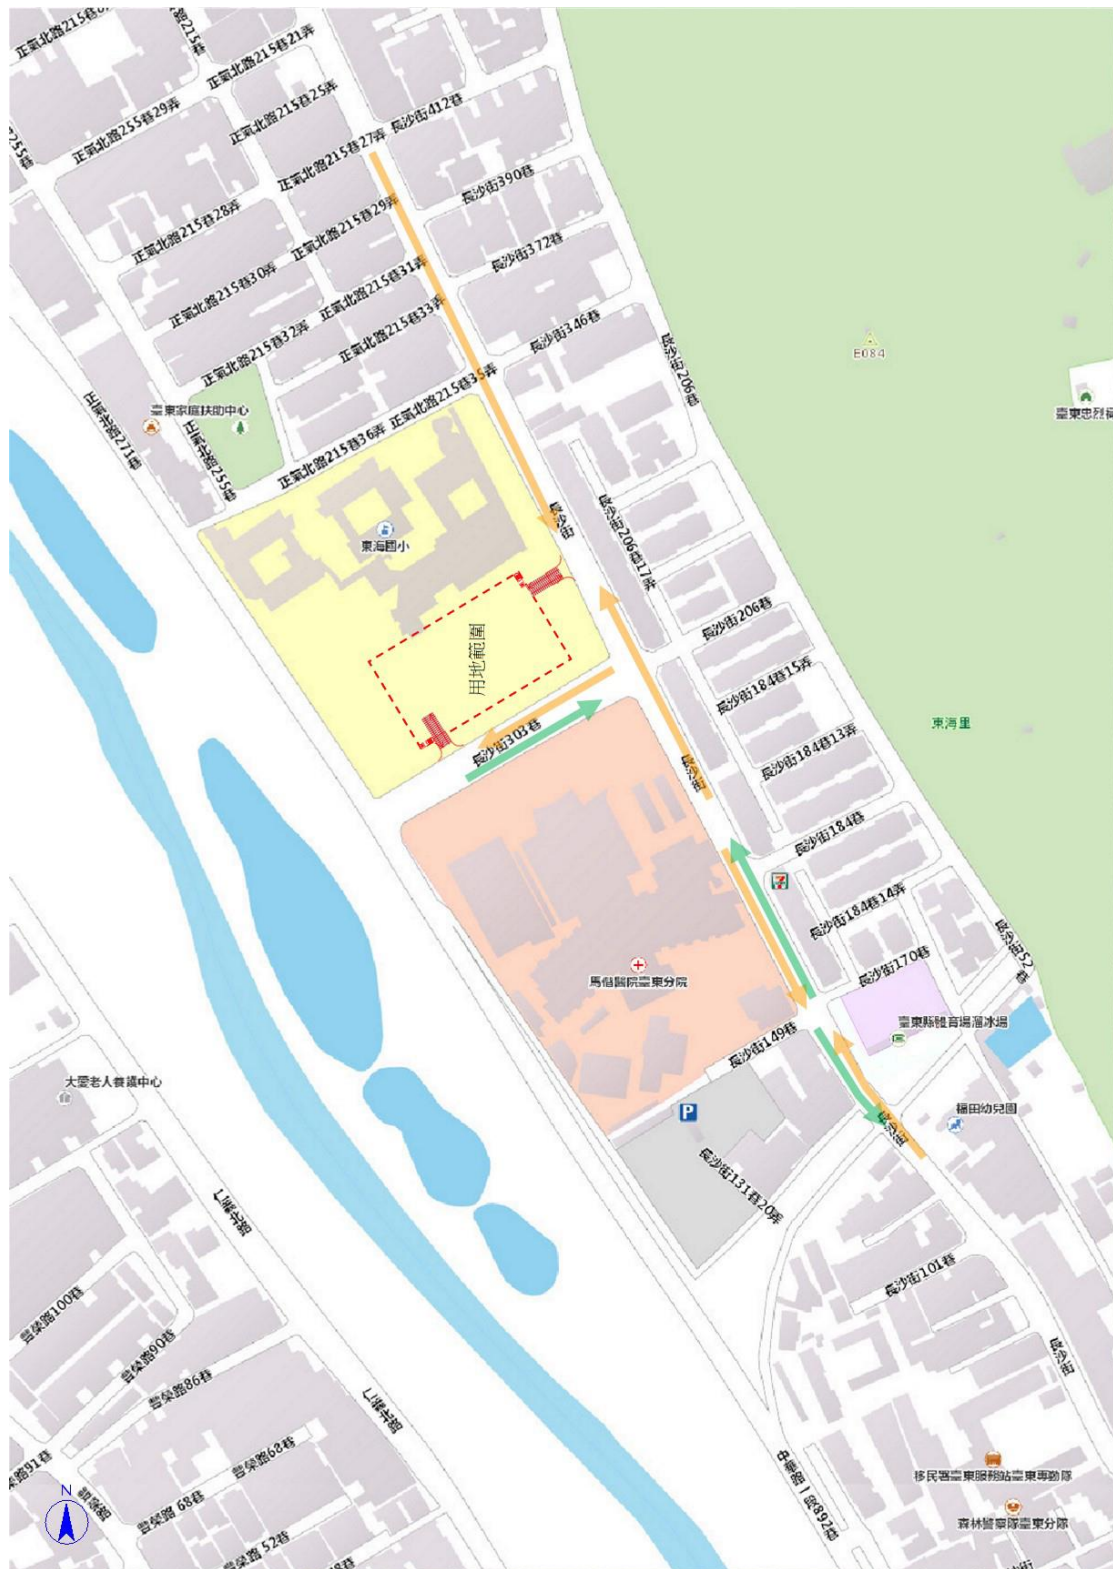 正氣北路215巷21弄
正氣北路215巷25弄
正氣北路255巷29弄
長沙街412巷
正氣北路215巷27弄
長沙街390巷
正氣北路215巷28弄
正氣北路215巷29弄
長沙街372巷
正氣北路215巷30弄
正氣北路215巷31弄
正氣北路215巷33弄
長沙街346巷
正氣北路215巷32弄
長沙街206巷
E084
正氣北路215巷35弄
臺東家庭扶助中心
正氣北路271巷
正氣北路255巷
正氣北路215巷36弄
長沙街
長沙街206巷17弄
東海國小
用地範圍
長沙街206巷
長沙街184巷15弄
東海里
長沙街303巷
長沙街184巷13弄
長沙街
長沙街184巷
7
長沙街184巷14弄
長沙街52巷
長沙街170巷
馬偕醫院臺東分院
臺東縣體育場溜冰場
長沙街149巷
大愛老人養護中心
P
福田幼兒園
長沙街
長沙街131巷20弄
長沙街101巷
豐榮路100巷
豐榮路90巷
豐榮路86巷
長沙街
豐榮路68巷
中華路一段892巷
移民署臺東服務站臺東專勤隊
豐榮路
N
豐榮路 68巷
森林警察隊臺東分隊
豐榮路 52巷